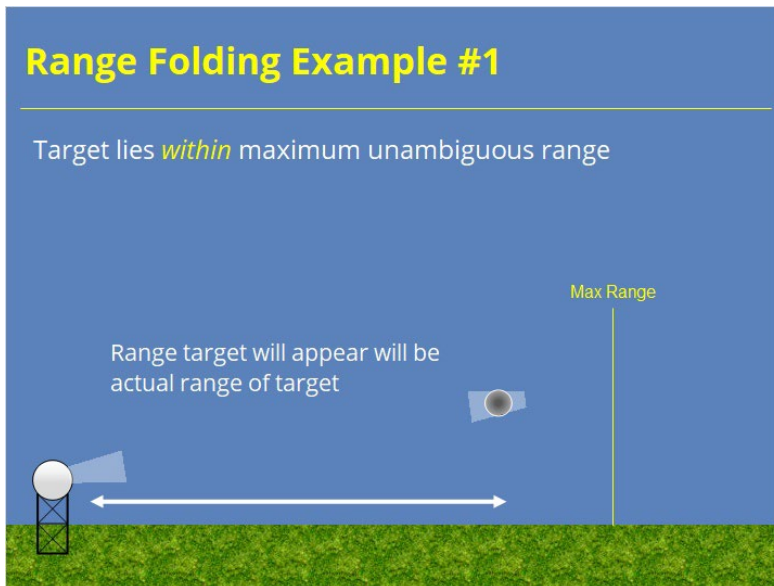 Range Folding Example #1
Target lies within maximum unambiguous range
Max Range
Range target will appear will be
actual range of target